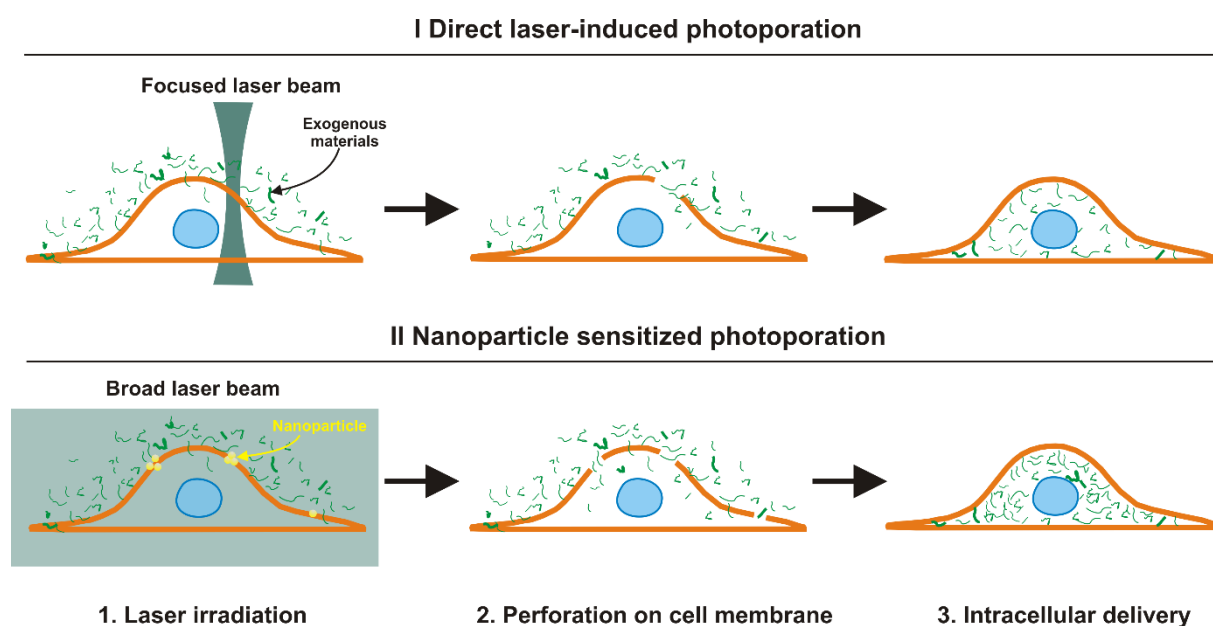 I Direct laser-induced photoporation
Focused laser beam
Exogenous
materials
II Nanoparticle sensitized photoporation
Broad laser beam
Nanoparticle
1. Laser irradiation
2. Perforation on cell membrane
3. Intracellular delivery